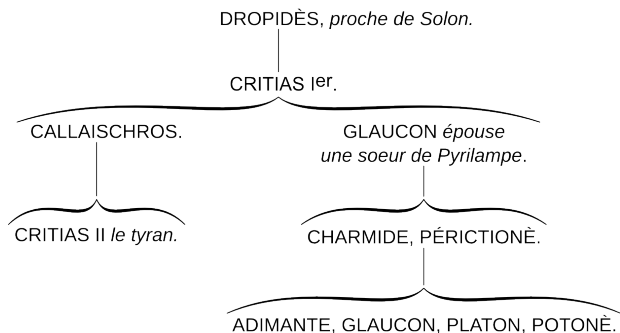 DROPIDÈS, proche de Solon.
CRITIAS Ier.
CALLAISCHROS.
GLAUCON épouse
une soeur de Pyrilampe.
CRITIAS II le tyran.
CHARMIDE, PÉRICTIONÈ.
ADIMANTE, GLAUCON, PLATON, POTONÈ.